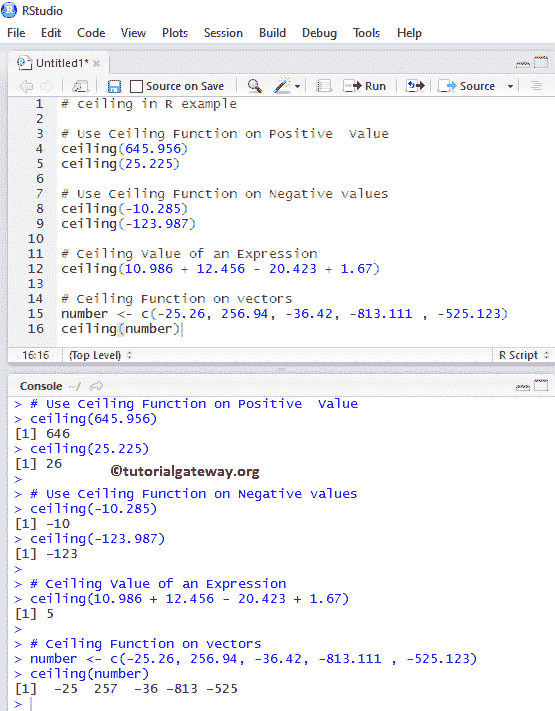 RStudio
File Edit Code View Plots Session Build Debug Tools Help
Untitled1*
Source on Save Run Source
1 # ceiling in R example
2
3 # Use Ceiling Function on Positive  Value
4 ceiling(645.956)
5 ceiling(25.225)
6
7 # Use Ceiling Function on Negative values
8 ceiling(-10.285)
9 ceiling(-123.987)
10
11 # Ceiling Value of an Expression
12 ceiling(10.986 + 12.456 - 20.423 + 1.67)
13
14 # Ceiling Function on vectors
15 number <- c(-25.26, 256.94, -36.42, -813.111 , -525.123)
16 ceiling(number)
16:16 (Top Level) R Script
Console ~/
> # Use Ceiling Function on Positive  Value
> ceiling(645.956)
[1] 646
> ceiling(25.225)
[1] 26
©tutorialgateway.org
>
> # Use Ceiling Function on Negative values
> ceiling(-10.285)
[1] -10
> ceiling(-123.987)
[1] -123
>
> # Ceiling Value of an Expression
> ceiling(10.986 + 12.456 - 20.423 + 1.67)
[1] 5
>
> # Ceiling Function on vectors
> number <- c(-25.26, 256.94, -36.42, -813.111 , -525.123)
> ceiling(number)
[1]  -25  257  -36 -813 -525
>